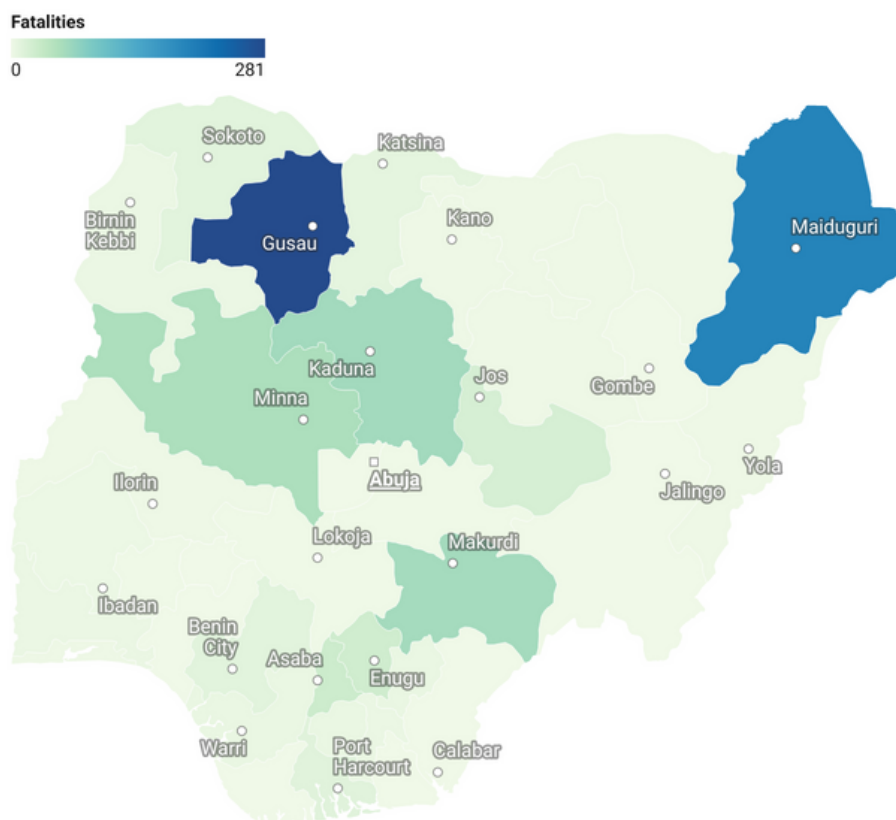 Fatalities
0
281
Sokoto
Katsina
Birnin
Kebbi
Gusau
Kano
Maiduguri
Kaduna
Jos
Gombe
Minna
Abuja
Yola
Jalingo
Ilorin
Lokoja
Makurdi
Ibadan
Benin
City
Asaba
Enugu
Warri
Port
Harcourt
Calabar